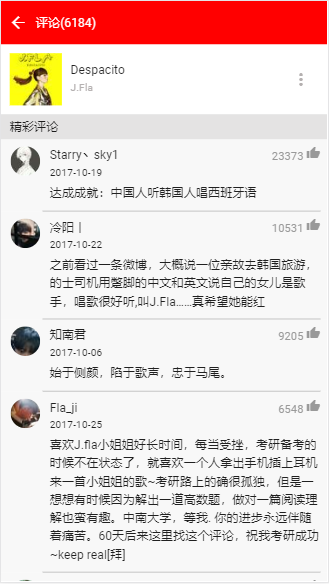 评论(6184)
J.Fla
Despacito
J.Fla
精彩评论
Starry丶sky1
23373
2017-10-19
达成成就：中国人听韩国人唱西班牙语
冷阳丨
10531
2017-10-22
之前看过一条微博，大概说一位亲故去韩国旅游，
的士司机用蹩脚的中文和英文说自己的女儿是歌
手，唱歌很好听,叫J.Fla......真希望她能红
知南君
9205
2017-10-06
始于侧颜，陷于歌声，忠于马尾。
Fla_ji
6548
2017-10-25
喜欢J.fla小姐姐好长时间，每当受挫，考研备考的
时候不在状态了，就喜欢一个人拿出手机插上耳机
来一首小姐姐的歌~考研路上的确很孤独，但是一
想想有时候因为解出一道高数题，做对一篇阅读理
解也蛮有趣。中南大学，等我. 你的进步永远伴随
着痛苦。60天后来这里找这个评论，祝我考研成功
~keep real[拜]